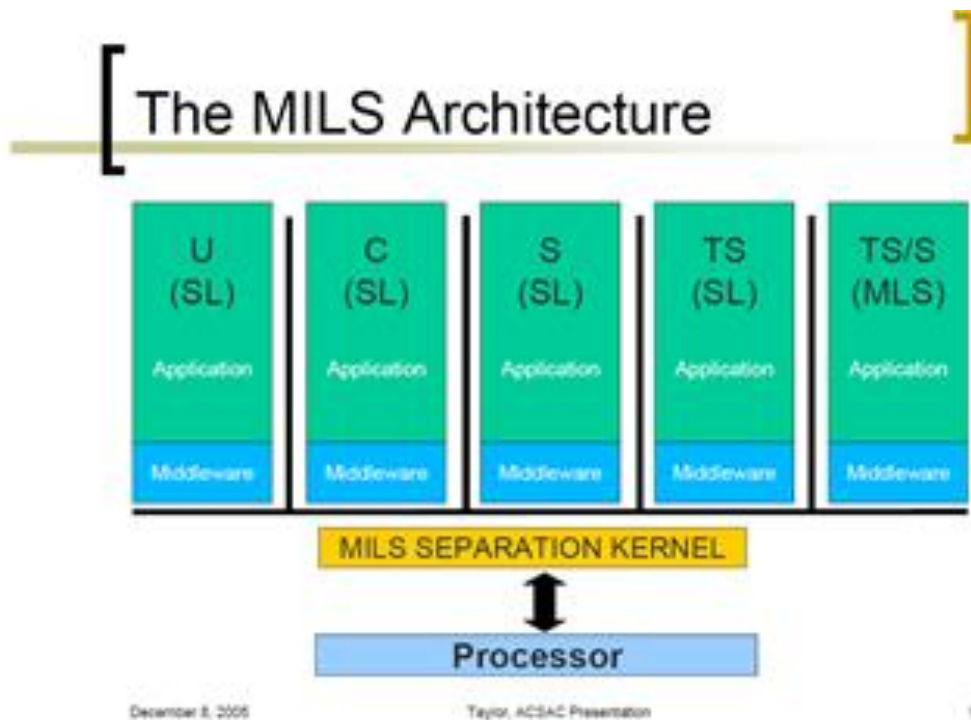 The MILS Architecture
U
(SL)
Application
Middleware
C
(SL)
Application
Middleware
S
(SL)
Application
Middleware
TS
(SL)
Application
Middleware
TS/S
(MLS)
Application
Middleware
MILS SEPARATION KERNEL
Processor
December 8, 2005
Taylor, ACSAC Presentation